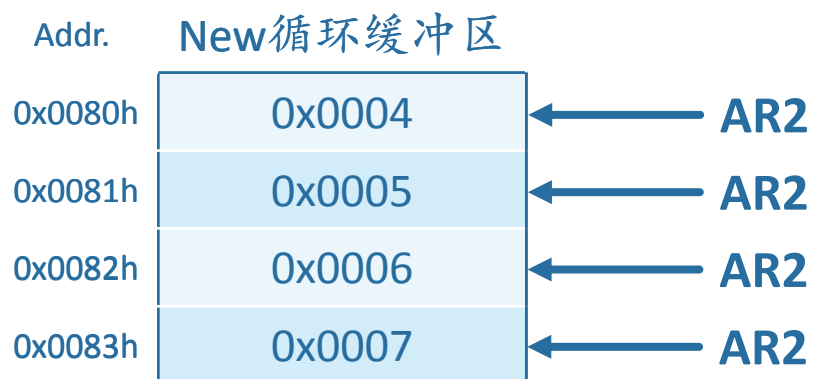 Addr. New循环缓冲区
0x0080h 0x0004 AR2
0x0081h 0x0005 AR2
0x0082h 0x0006 AR2
0x0083h 0x0007 AR2